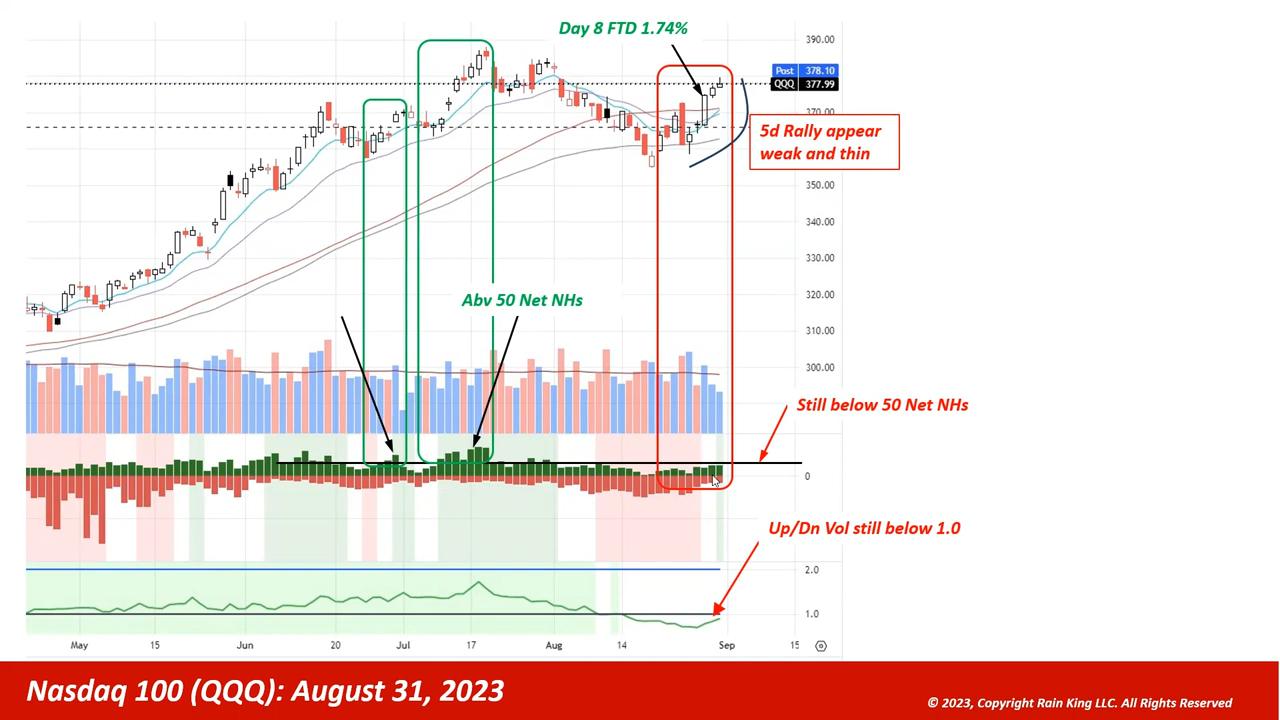 Day 8 FTD 1.74%
390.00
Post 378.10
QQQ 377.99
370.00
5d Rally appear
weak and thin
350.00
340.00
330.00
320.00
310.00
300.00
Abv 50 Net NHs
Still below 50 Net NHs
0
Up/Dn Vol still below 1.0
2.0
1.0
May 15 Jun 20 Jul 17 Aug 14 Sep 15
Nasdaq 100 (QQQ): August 31, 2023
© 2023, Copyright Rain King LLC. All Rights Reserved